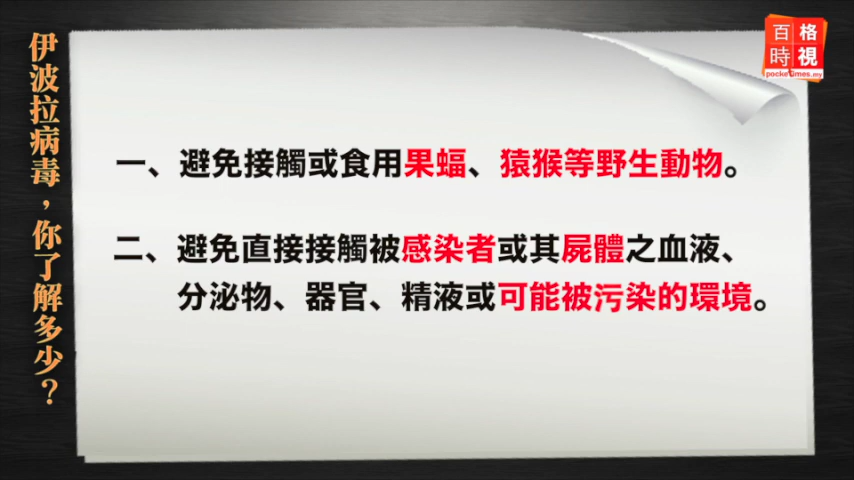 伊波拉病毒，你了解多少？
百格
時視
pocketimes.my
一、避免接觸或食用果蝠、猿猴等野生動物。
二、避免直接接觸被感染者或其屍體之血液、
分泌物、器官、精液或可能被污染的環境。